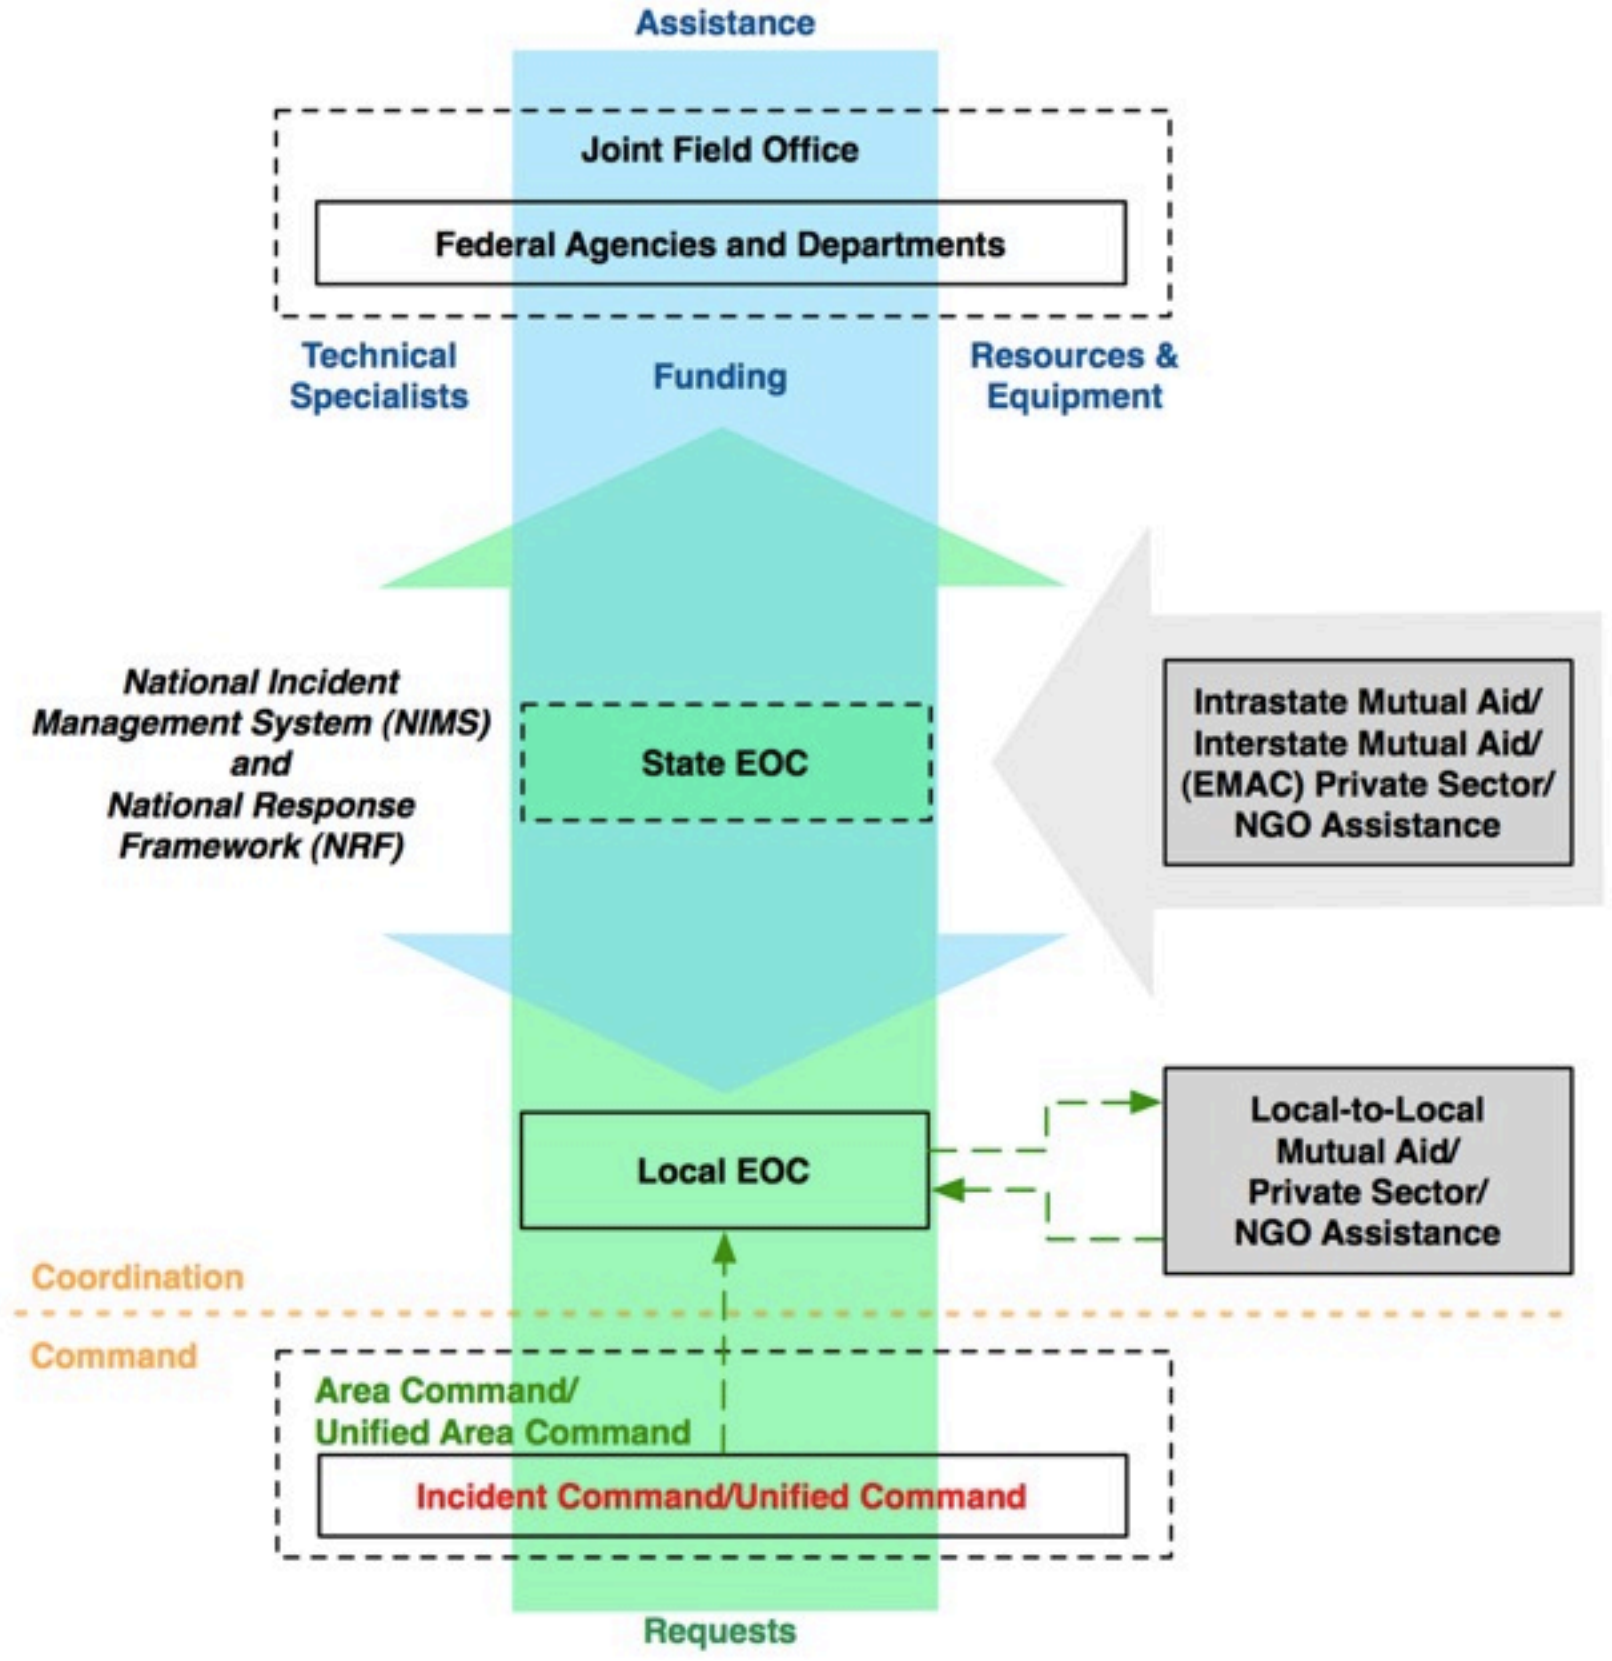 Assistance
Joint Field Office
Federal Agencies and Departments
Technical
Specialists
Funding
Resources &
Equipment
National Incident
Management System (NIMS)
and
National Response
Framework (NRF)
State EOC
Intrastate Mutual Aid/
Interstate Mutual Aid/
(EMAC) Private Sector/
NGO Assistance
Local EOC
Local-to-Local
Mutual Aid/
Private Sector/
NGO Assistance
Coordination
Command
Area Command/
Unified Area Command
Incident Command/Unified Command
Requests